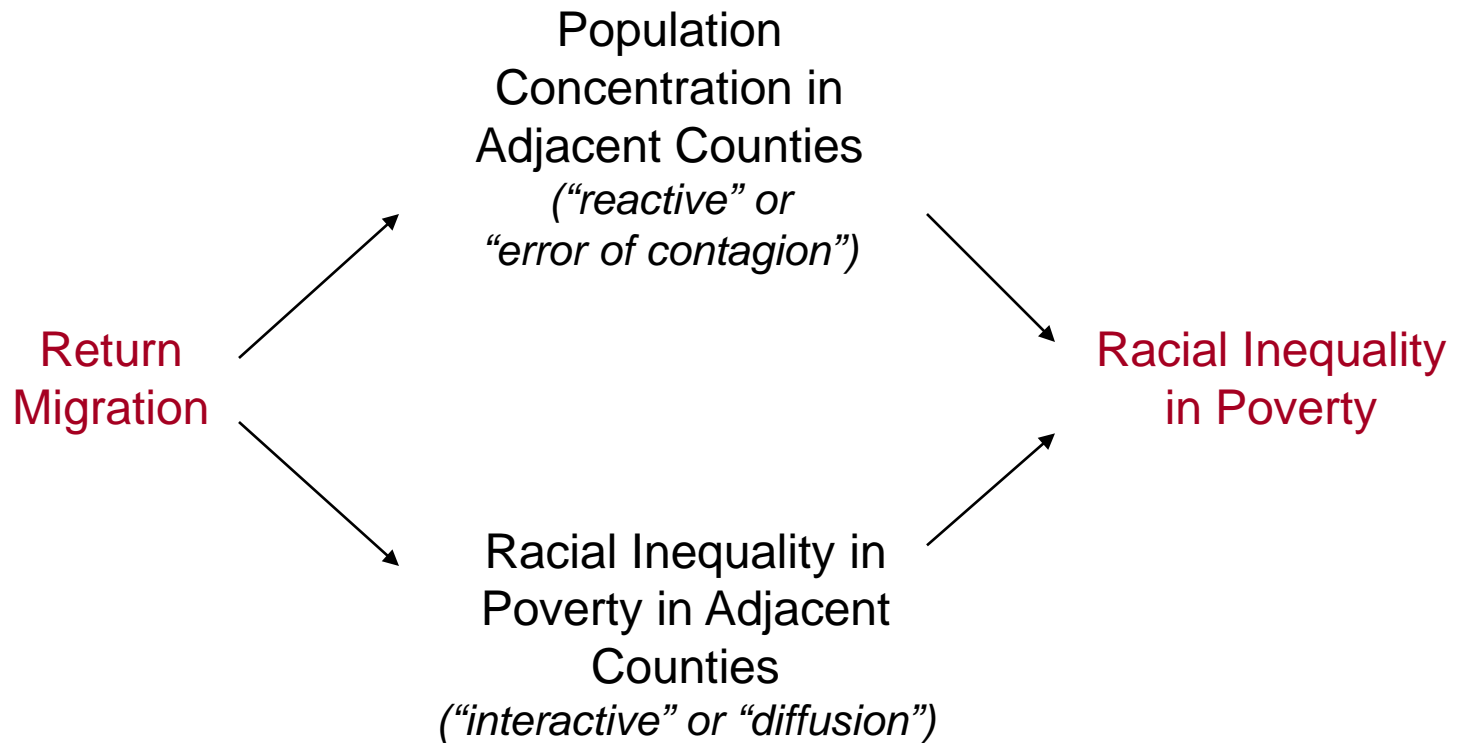 Population
Concentration in
Adjacent Counties
(“reactive” or
“error of contagion”)
Return
Migration
Racial Inequality
in Poverty
Racial Inequality in
Poverty in Adjacent
Counties
(“interactive” or “diffusion”)